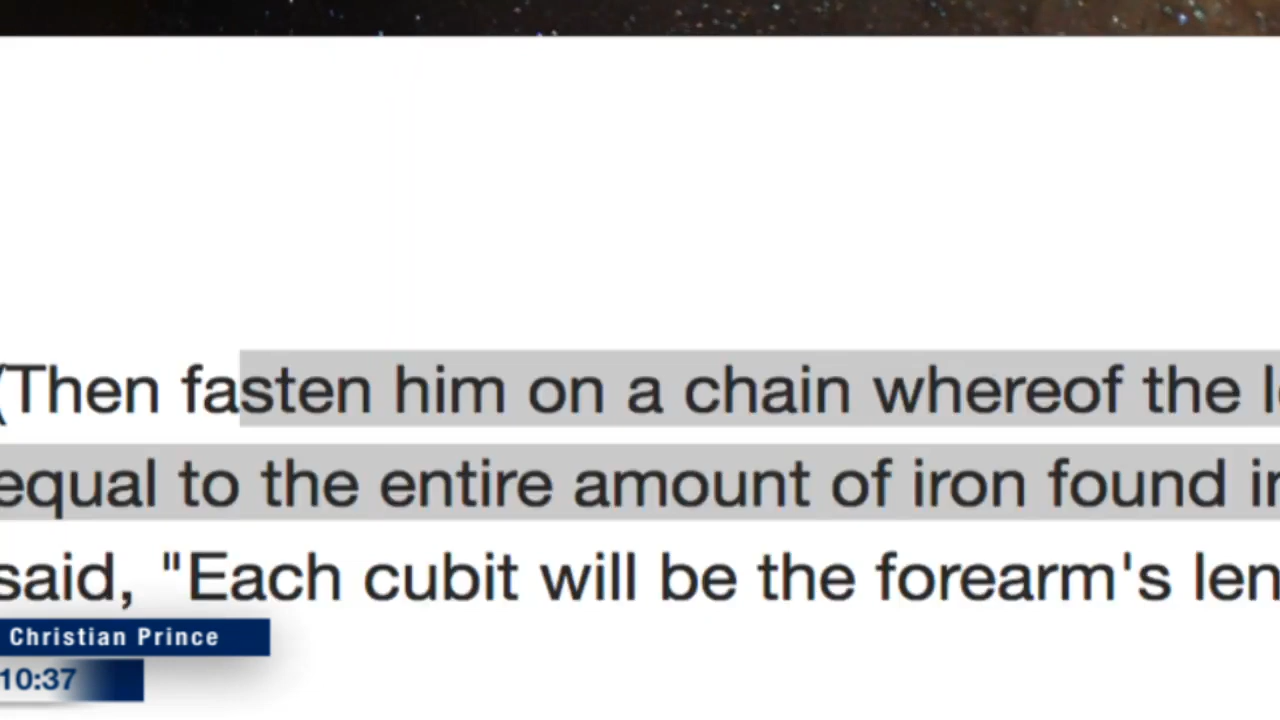 (Then fasten him on a chain whereof the
equal to the entire amount of iron found
said, "Each cubit will be the forearm's
Christian Prince
10:37